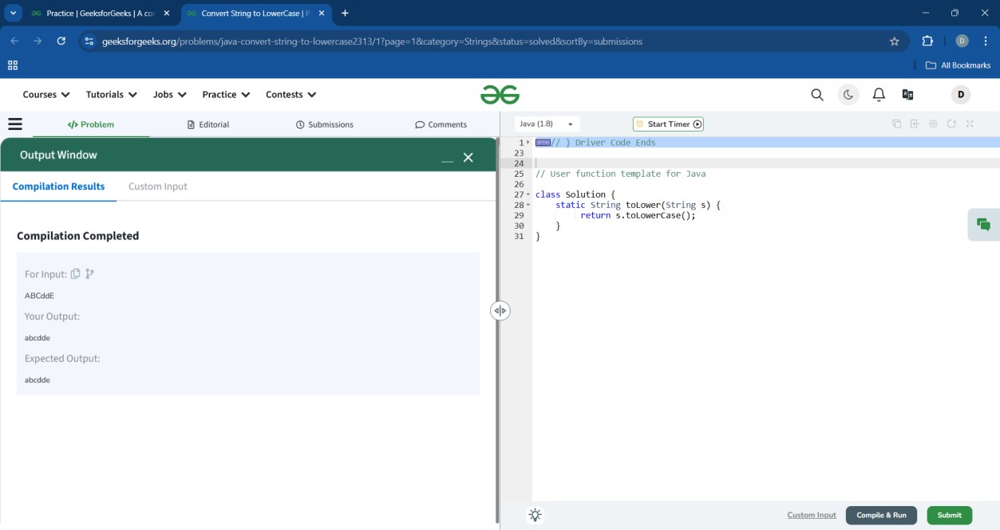 Practice | GeeksforGeeks | A con
Convert String to LowerCase | P
geeksforgeeks.org/problems/java-convert-string-to-lowercase2313/1?page=1&category=Strings&status=solved&sortBy=submissions
D
All Bookmarks
Courses
Tutorials
Jobs
Practice
Contests
D
</> Problem
Editorial
Submissions
Comments
Java (1.8)
Start Timer
Output Window
Compilation Results
Custom Input
Compilation Completed
For Input:
ABCddE
Your Output:
abcdde
Expected Output:
abcdde
1 // } Driver Code Ends
23
24
25 // User function template for Java
26
27 class Solution {
28 static String toLower(String s) {
29 return s.toLowerCase();
30 }
31 }
Custom Input
Compile & Run
Submit